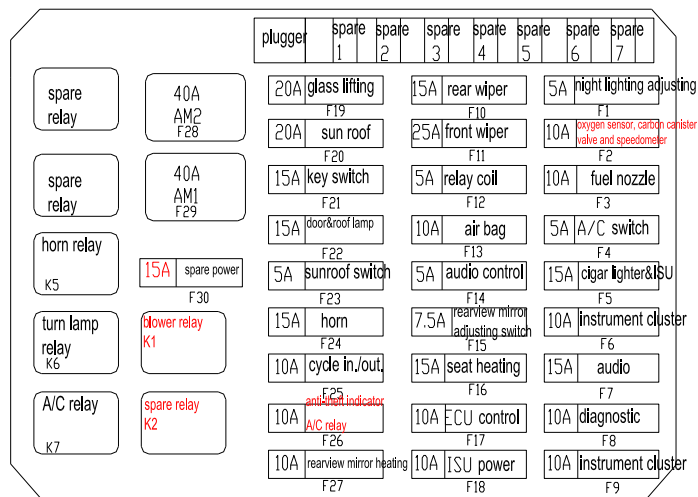 plugger spare 1 spare 2 spare 3 spare 4 spare 5 spare 6 spare 7
spare relay
40A AM2 F28
20A glass lifting F19
15A rear wiper F10
5A night lighting adjusting F1
20A sun roof F20
25A front wiper F11
10A oxygen sensor, carbon canister valve and speedometer F2
spare relay
40A AM1 F29
15A key switch F21
5A relay coil F12
10A fuel nozzle F3
15A door&roof lamp F22
10A air bag F13
5A A/C switch F4
horn relay K5
15A spare power F30
5A sunroof switch F23
5A audio control F14
15A cigar lighter&ISU F5
turn lamp relay K6
blower relay K1
15A horn F24
7.5A rearview mirror adjusting switch F15
10A instrument cluster F6
10A cycle in./out. F25
15A seat heating F16
15A audio F7
A/C relay K7
spare relay K2
10A anti-theft indicator A/C relay F26
10A ECU control F17
10A diagnostic F8
10A rearview mirror heating F27
10A ISU power F18
10A instrument cluster F9